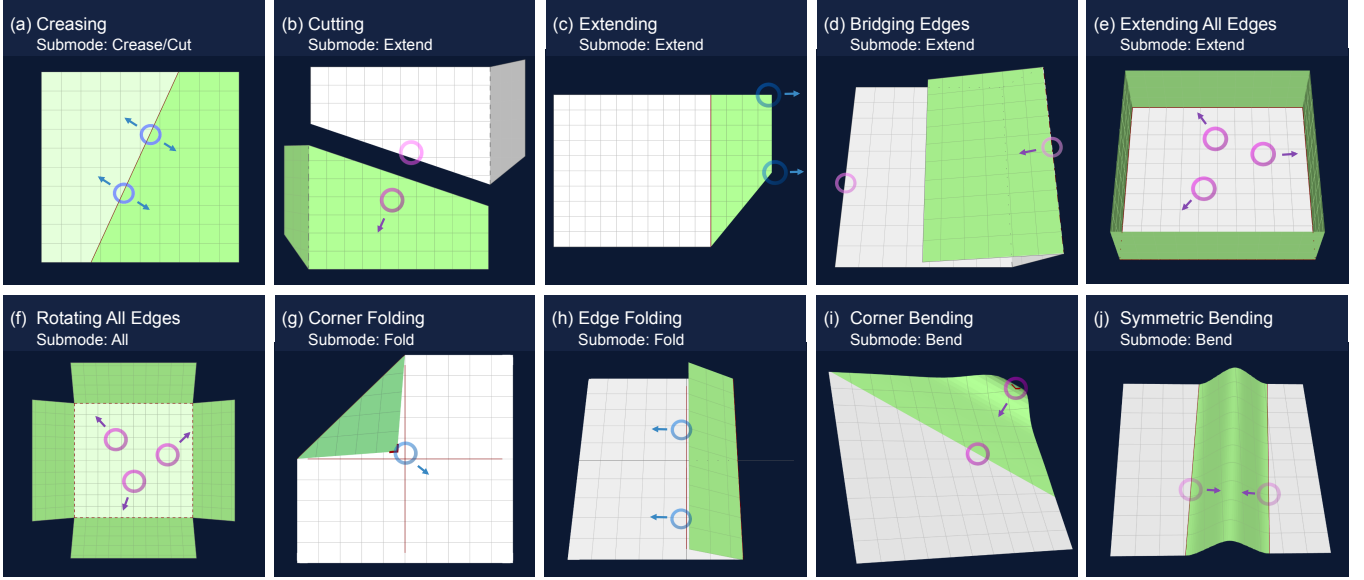 (a) Creasing
Submode: Crease/Cut
(b) Cutting
Submode: Extend
(c) Extending
Submode: Extend
(d) Bridging Edges
Submode: Extend
(e) Extending All Edges
Submode: Extend
(f) Rotating All Edges
Submode: All
(g) Corner Folding
Submode: Fold
(h) Edge Folding
Submode: Fold
(i) Corner Bending
Submode: Bend
(j) Symmetric Bending
Submode: Bend